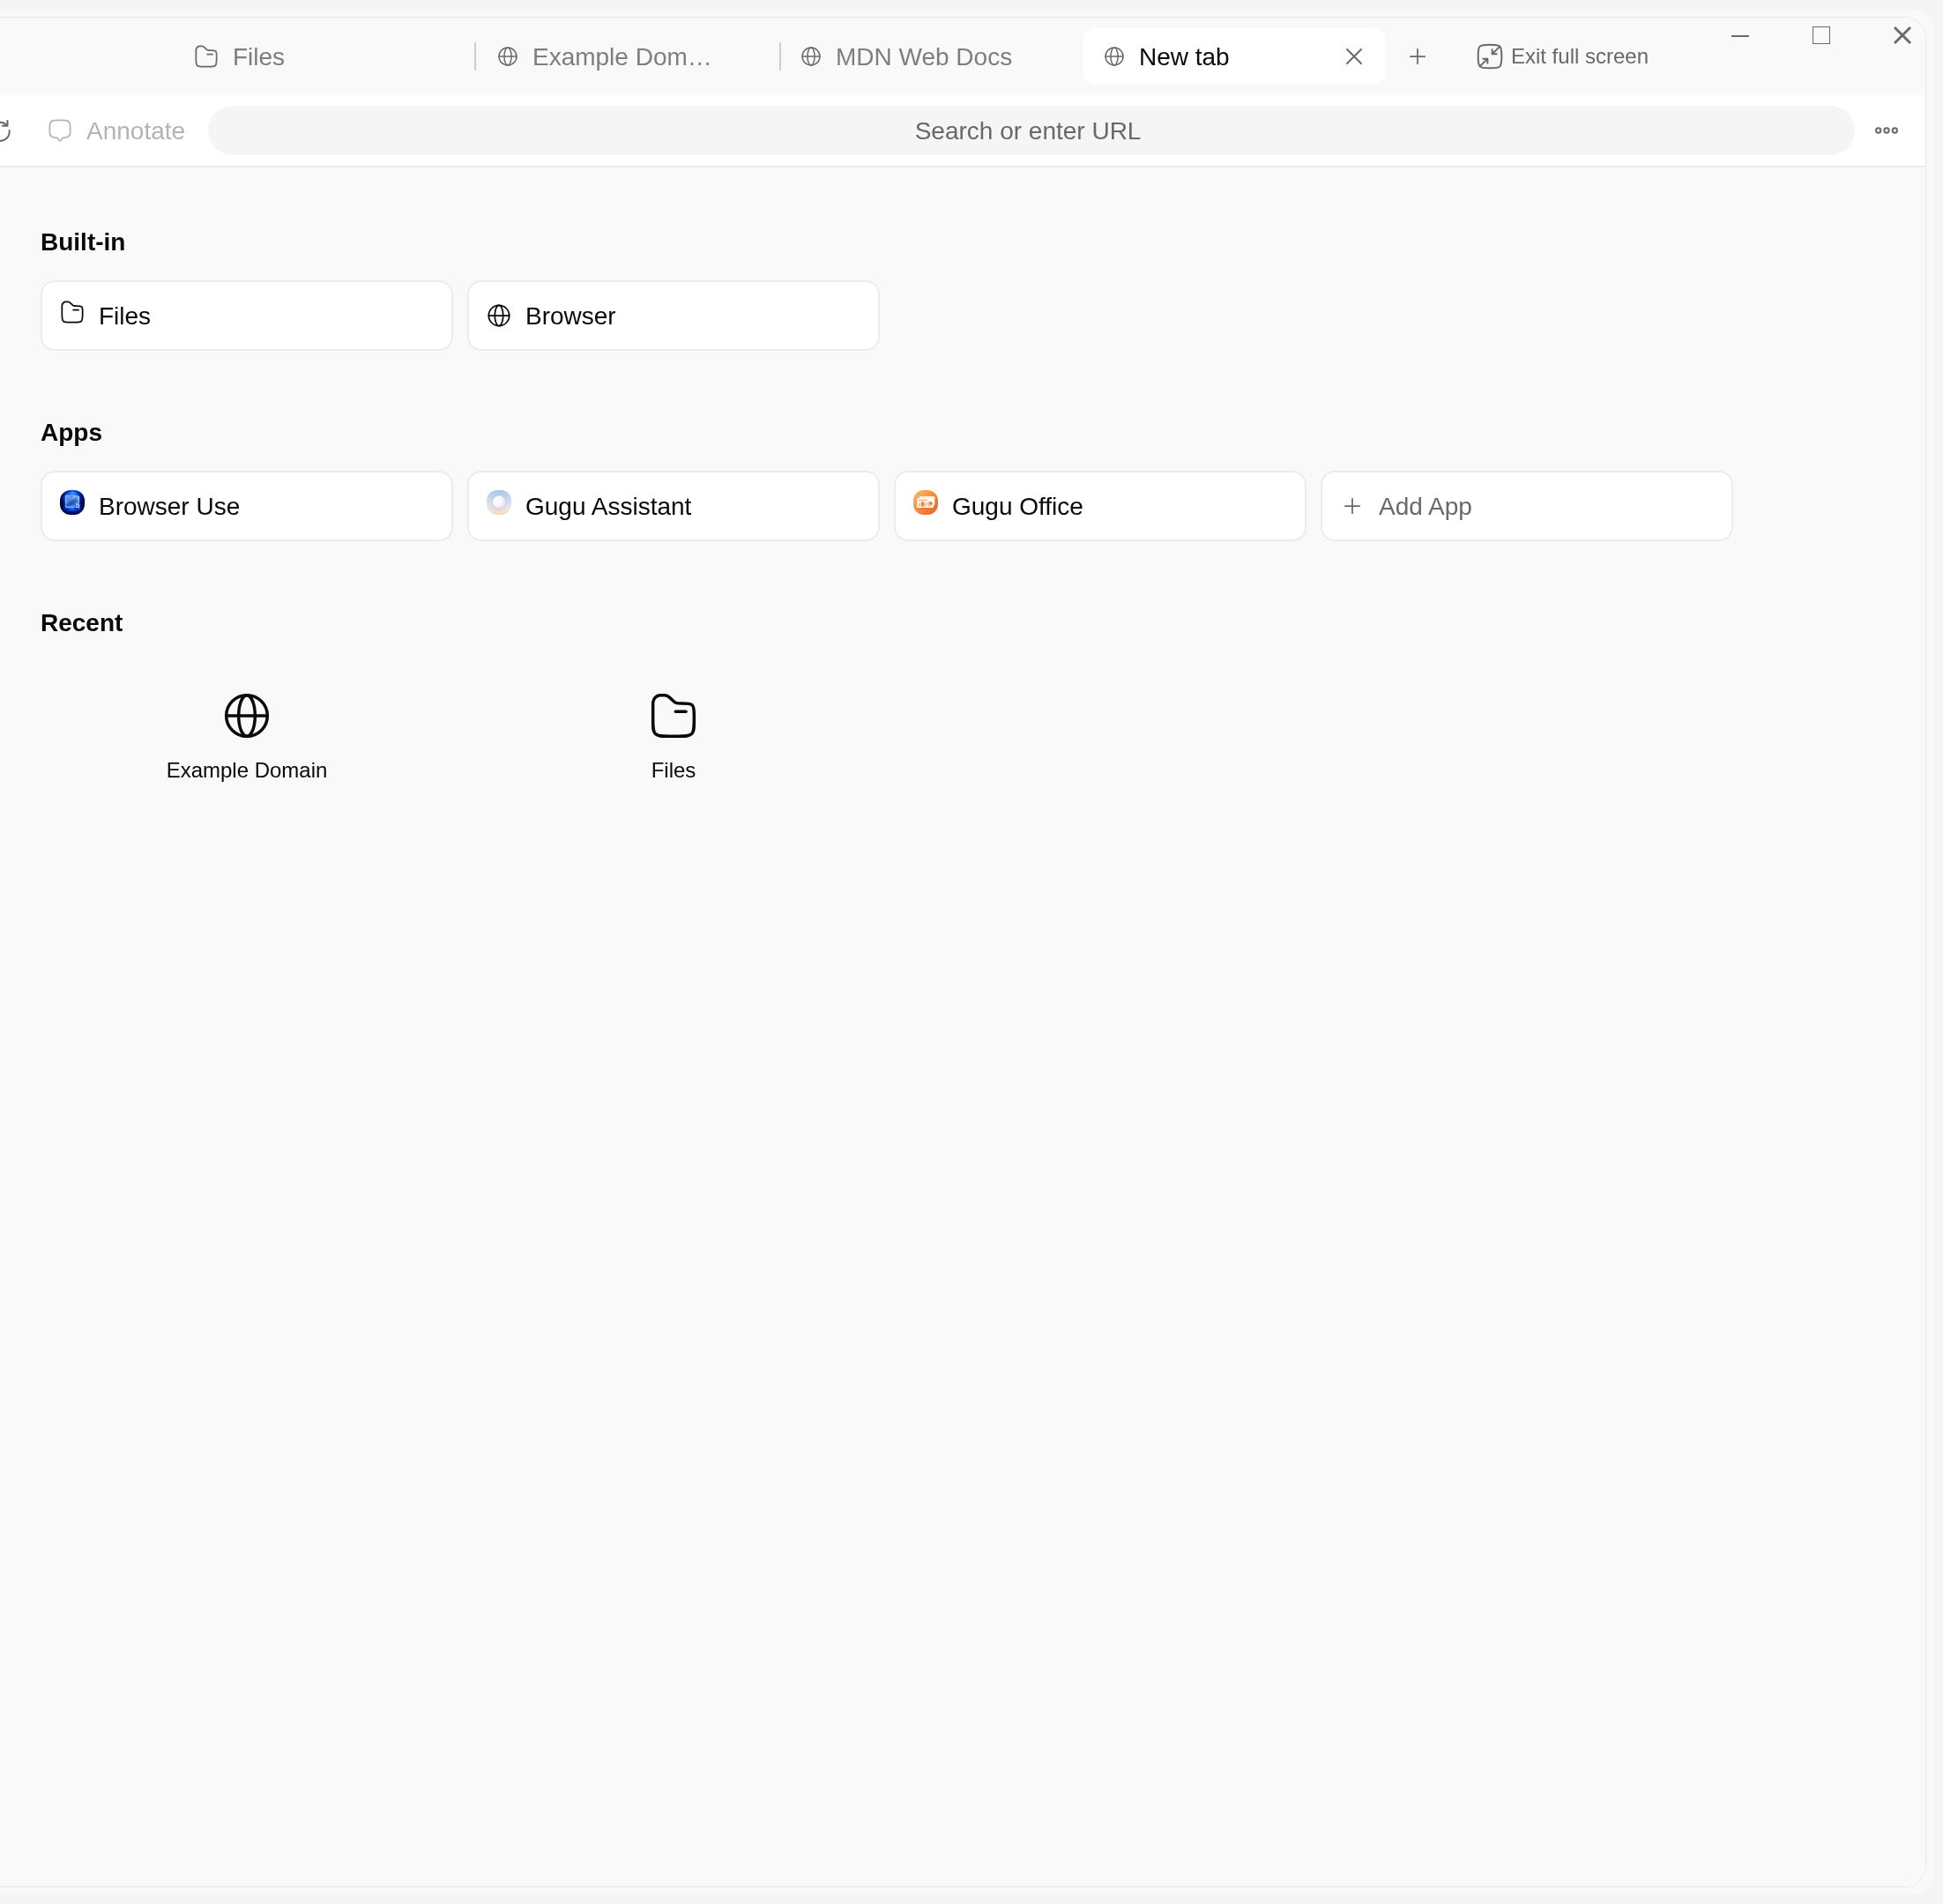 Files
Example Dom…
MDN Web Docs
New tab
Exit full screen
Annotate
Search or enter URL
Built-in
Files
Browser
Apps
Browser Use
Gugu Assistant
Gugu Office
Add App
Recent
Example Domain
Files